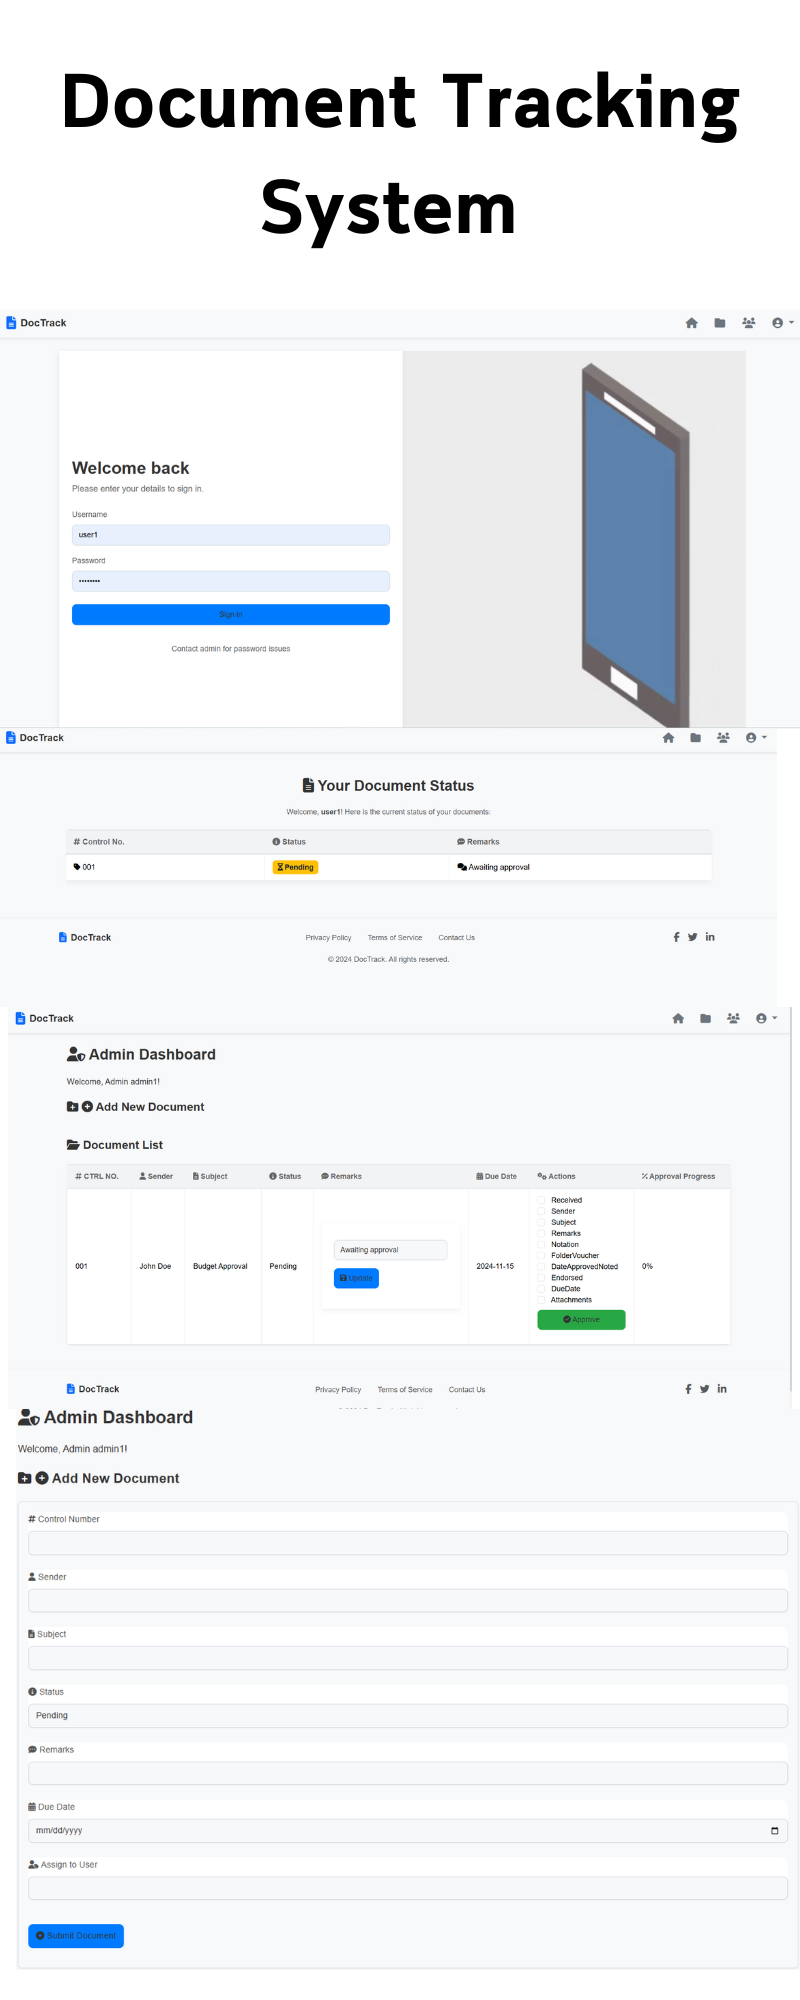 Document Tracking
System
DocTrack
Welcome back
Please enter your details to sign in.
Username
user1
Password
••••••••
Sign in
Contact admin for password issues
DocTrack
Your Document Status
Welcome, user1! Here is the current status of your documents:
# Control No. Status Remarks
001 Pending Awaiting approval
DocTrack Privacy Policy Terms of Service Contact Us
© 2024 DocTrack. All rights reserved.
DocTrack
Admin Dashboard
Welcome, Admin admin1!
Add New Document
Document List
# CTRL NO. Sender Subject Status Remarks Due Date Actions Approval Progress
Received
Sender
Subject
Remarks
Notation
FolderVoucher
DateApprovedNoted
Endorsed
DueDate
Attachments
Approve
001 John Doe Budget Approval Pending Awaiting approval 2024-11-15 0%
Update
DocTrack Privacy Policy Terms of Service Contact Us
Admin Dashboard
Welcome, Admin admin1!
Add New Document
# Control Number
Sender
Subject
Status
Pending
Remarks
Due Date
mm/dd/yyyy
Assign to User
Submit Document